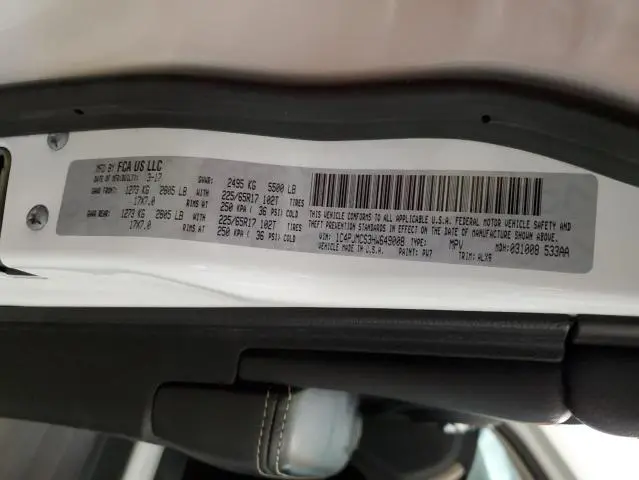 MFD BY FCA US LLC
DATE OF MFR: 3-17 GVWR: 2495 KG 5500 LB
GAWR FRONT 1273 KG 2805 LB WITH 225/65R17 102T TIRES
17X7.0 RIMS AT 250 KPA ( 36 PSI) COLD
GAWR REAR 1273 KG 2805 LB WITH 225/65R17 102T TIRES
17X7.0 RIMS AT 250 KPA ( 36 PSI) COLD
THIS VEHICLE CONFORMS TO ALL APPLICABLE U.S.
FEDERAL MOTOR VEHICLE SAFETY, BUMPER, AND
THEFT PREVENTION STANDARDS IN EFFECT ON THE DATE OF MANUFACTURE SHOWN ABOVE.
VIN: 1C4PJMCS3HW649008 TYPE: MPV MDH: 031009 533AA
VEHICLE MADE IN U.S.A. PAINT: PW7 TRIM: ALX9